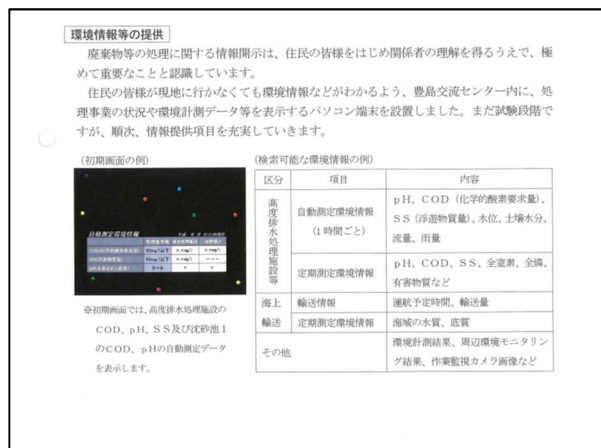 環境情報等の提供
廃棄物等の処理に関する情報開示は、住民の皆様をはじめ関係者の理解を得るうえで、極
めて重要なことと認識しています。
住民の皆様が現地に行かなくても環境情報などがわかるよう、豊島交流センター内に、処
理事業の状況や環境計測データ等を表示するパソコン端末を設置しました。まだ試験段階で
すが、順次、情報提供項目を充実していきます。
(初期画面の例)
自動測定環境情報
※初期画面では、高度排水処理施設の
COD、pH、SS及び沈砂池1
のCOD、pHの自動測定データ
を表示します。
(検索可能な環境情報の例)
区分 項目 内容
高度排水処理施設等
自動測定環境情報
(1時間ごと)
pH、COD(化学的酸素要求量)、
SS(浮遊物質量)、水位、土壌水分、
流量、雨量
定期測定環境情報
pH、COD、SS、全窒素、全燐、
有害物質など
海上
輸送
輸送情報 運航予定時間、輸送量
定期測定環境情報 海域の水質、底質
その他
環境計測結果、周辺環境モニタリン
グ結果、作業監視カメラ画像など